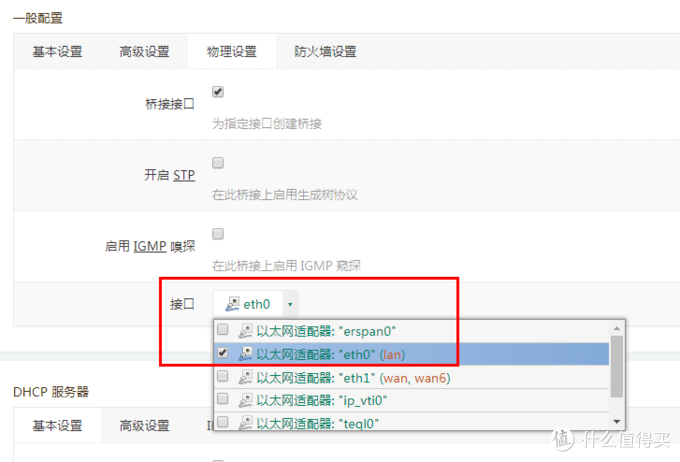 一般配置
基本设置 高级设置 物理设置 防火墙设置
桥接接口
为指定接口创建桥接
开启 STP
在此桥接上启用生成树协议
启用 IGMP 嗅探
在此桥接上启用 IGMP 窥探
接口 eth0
以太网适配器: "erspan0"
以太网适配器: "eth0" (lan)
以太网适配器: "eth1" (wan, wan6)
以太网适配器: "ip_vti0"
以太网适配器: "teql0"
DHCP 服务器
基本设置 高级设置
值 什么值得买